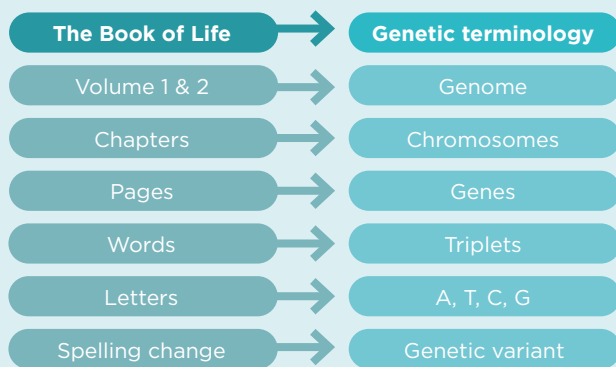 The Book of Life Genetic terminology
Volume 1 & 2 Genome
Chapters Chromosomes
Pages Genes
Words Triplets
Letters A, T, C, G
Spelling change Genetic variant